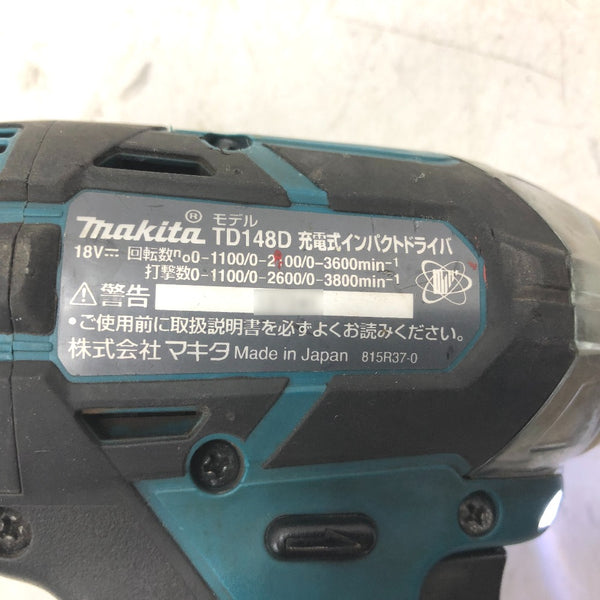 makita® モデル TD148D 充電式インパクトドライバ
18V⎓ 回転数n₀0-1100/0-2100/0-3600min⁻¹
打撃数0-1100/0-2600/0-3800min⁻¹
⚠警告
・ご使用前に取扱説明書を必ずよくお読みください。
株式会社 マキタ Made in Japan 815R37-0